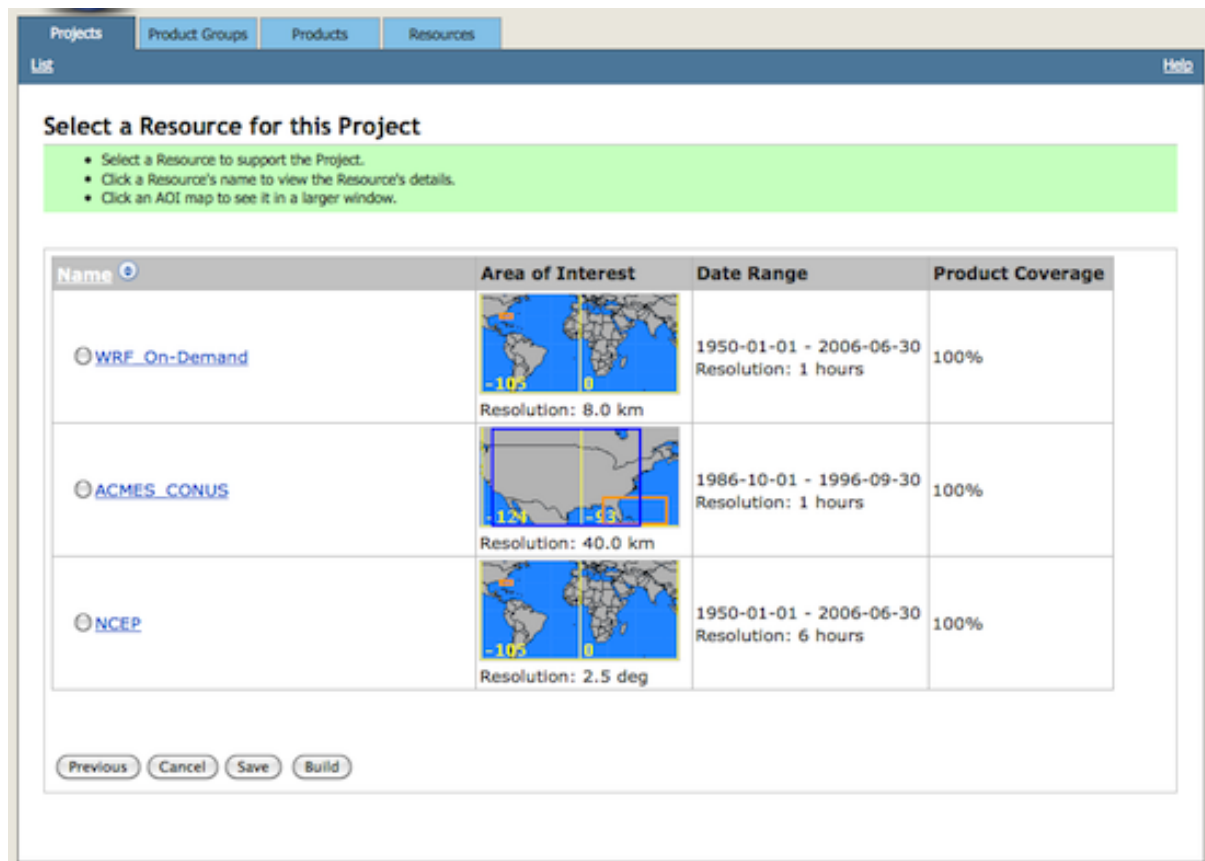 Projects Product Groups Products Resources
List Help
Select a Resource for this Project
• Select a Resource to support the Project.
• Click a Resource's name to view the Resource's details.
• Click an AOI map to see it in a larger window.
Name Area of Interest Date Range Product Coverage
WRF_On-Demand
-105 0
Resolution: 8.0 km
1950-01-01 - 2006-06-30
Resolution: 1 hours
100%
ACMES_CONUS
-124 -93
Resolution: 40.0 km
1986-10-01 - 1996-09-30
Resolution: 1 hours
100%
NCEP
-105 0
Resolution: 2.5 deg
1950-01-01 - 2006-06-30
Resolution: 6 hours
100%
Previous Cancel Save Build